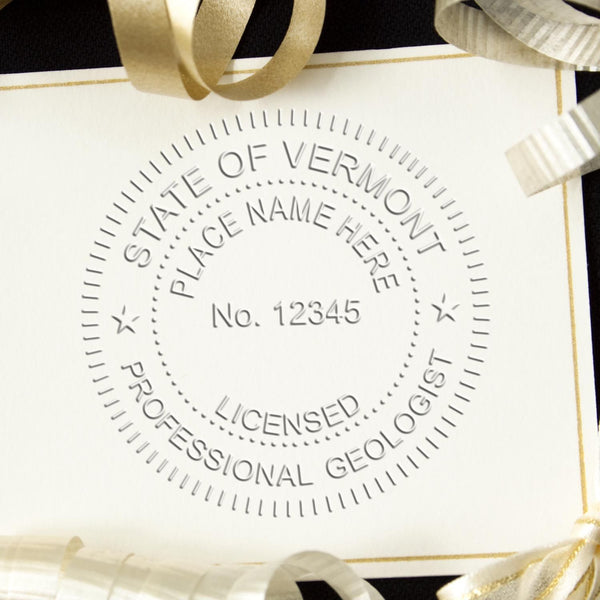 STATE OF VERMONT
PLACE NAME HERE
No. 12345
LICENSED
PROFESSIONAL GEOLOGIST